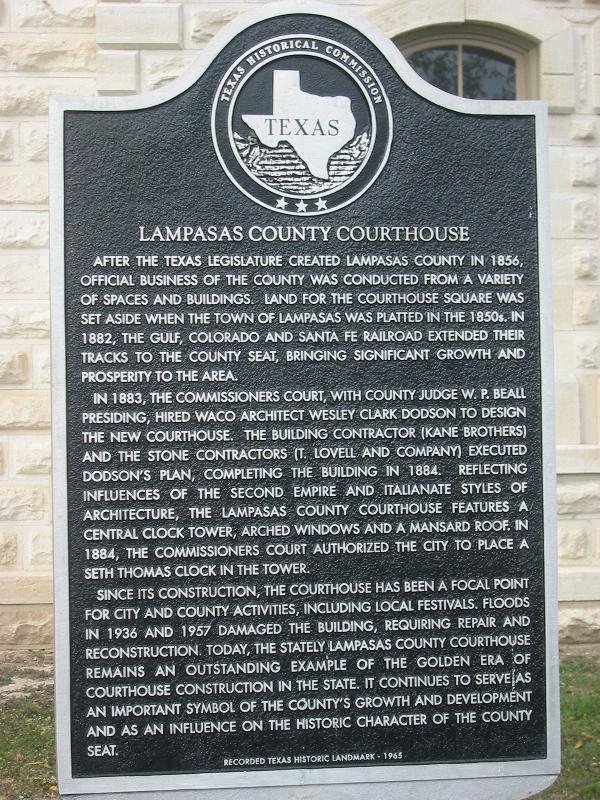 TEXAS HISTORICAL COMMISSION
TEXAS
LAMPASAS COUNTY COURTHOUSE
AFTER THE TEXAS LEGISLATURE CREATED LAMPASAS COUNTY IN 1856,
OFFICIAL BUSINESS OF THE COUNTY WAS CONDUCTED FROM A VARIETY
OF SPACES AND BUILDINGS. LAND FOR THE COURTHOUSE SQUARE WAS
SET ASIDE WHEN THE TOWN OF LAMPASAS WAS PLATTED IN THE 1850s. IN
1882, THE GULF, COLORADO AND SANTA FE RAILROAD EXTENDED THEIR
TRACKS TO THE COUNTY SEAT, BRINGING SIGNIFICANT GROWTH AND
PROSPERITY TO THE AREA.
IN 1883, THE COMMISSIONERS COURT, WITH COUNTY JUDGE W. P. BEALL
PRESIDING, HIRED WACO ARCHITECT WESLEY CLARK DODSON TO DESIGN
THE NEW COURTHOUSE. THE BUILDING CONTRACTOR (KANE BROTHERS)
AND THE STONE CONTRACTORS (T. LOVELL AND COMPANY) EXECUTED
DODSON'S PLAN, COMPLETING THE BUILDING IN 1884. REFLECTING
INFLUENCES OF THE SECOND EMPIRE AND ITALIANATE STYLES OF
ARCHITECTURE, THE LAMPASAS COUNTY COURTHOUSE FEATURES A
CENTRAL CLOCK TOWER, ARCHED WINDOWS AND A MANSARD ROOF. IN
1884, THE COMMISSIONERS COURT AUTHORIZED THE CITY TO PLACE A
SETH THOMAS CLOCK IN THE TOWER.
SINCE ITS CONSTRUCTION, THE COURTHOUSE HAS BEEN A FOCAL POINT
FOR CITY AND COUNTY ACTIVITIES, INCLUDING LOCAL FESTIVALS. FLOODS
IN 1936 AND 1957 DAMAGED THE BUILDING, REQUIRING REPAIR AND
RECONSTRUCTION. TODAY, THE STATELY LAMPASAS COUNTY COURTHOUSE
REMAINS AN OUTSTANDING EXAMPLE OF THE GOLDEN ERA OF
COURTHOUSE CONSTRUCTION IN THE STATE. IT CONTINUES TO SERVE AS
AN IMPORTANT SYMBOL OF THE COUNTY'S GROWTH AND DEVELOPMENT
AND AS AN INFLUENCE ON THE HISTORIC CHARACTER OF THE COUNTY
SEAT.
RECORDED TEXAS HISTORIC LANDMARK - 1965